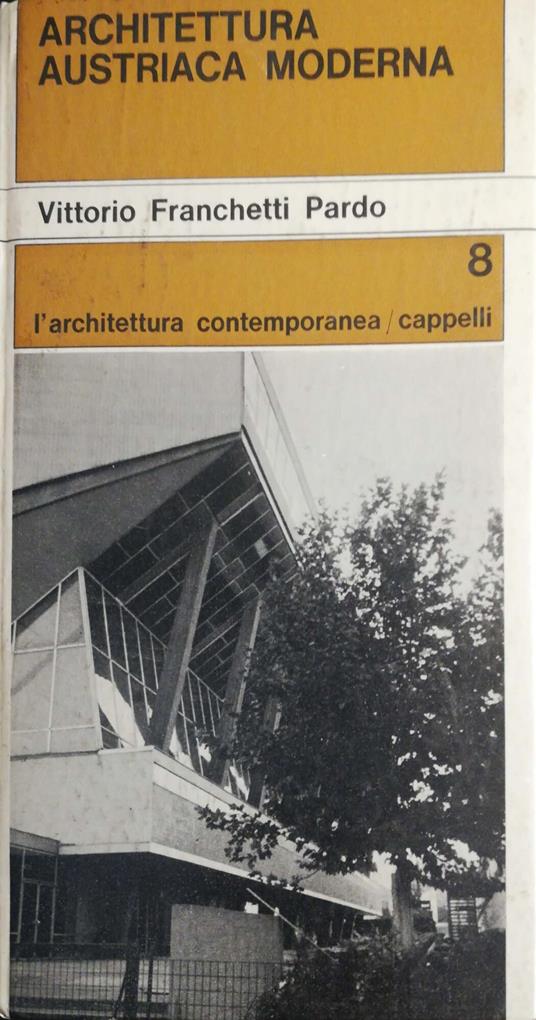 ARCHITETTURA
AUSTRIACA MODERNA
Vittorio Franchetti Pardo
8
l'architettura contemporanea / cappelli